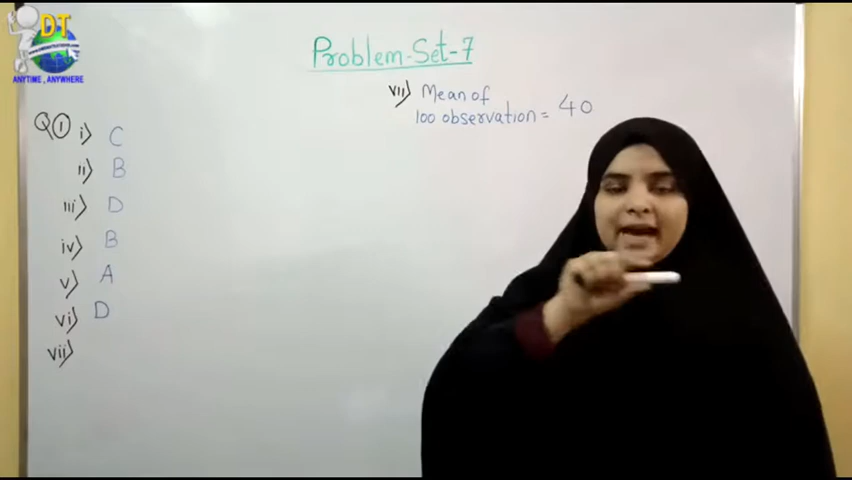 DT
ANYTIME, ANYWHERE
Problem-Set-7
vii) Mean of
100 observation = 40
Q1 i) C
ii) B
iii) D
iv) B
v) A
vi) D
vii)